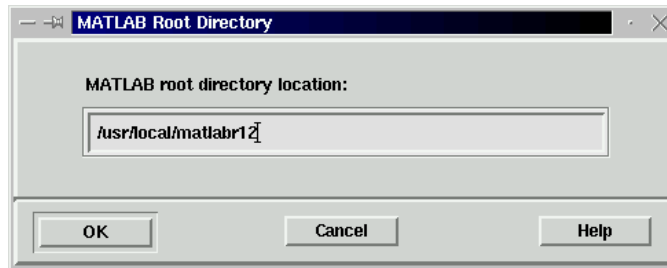 MATLAB Root Directory
MATLAB root directory location:
/usr/local/matlabr12
OK Cancel Help